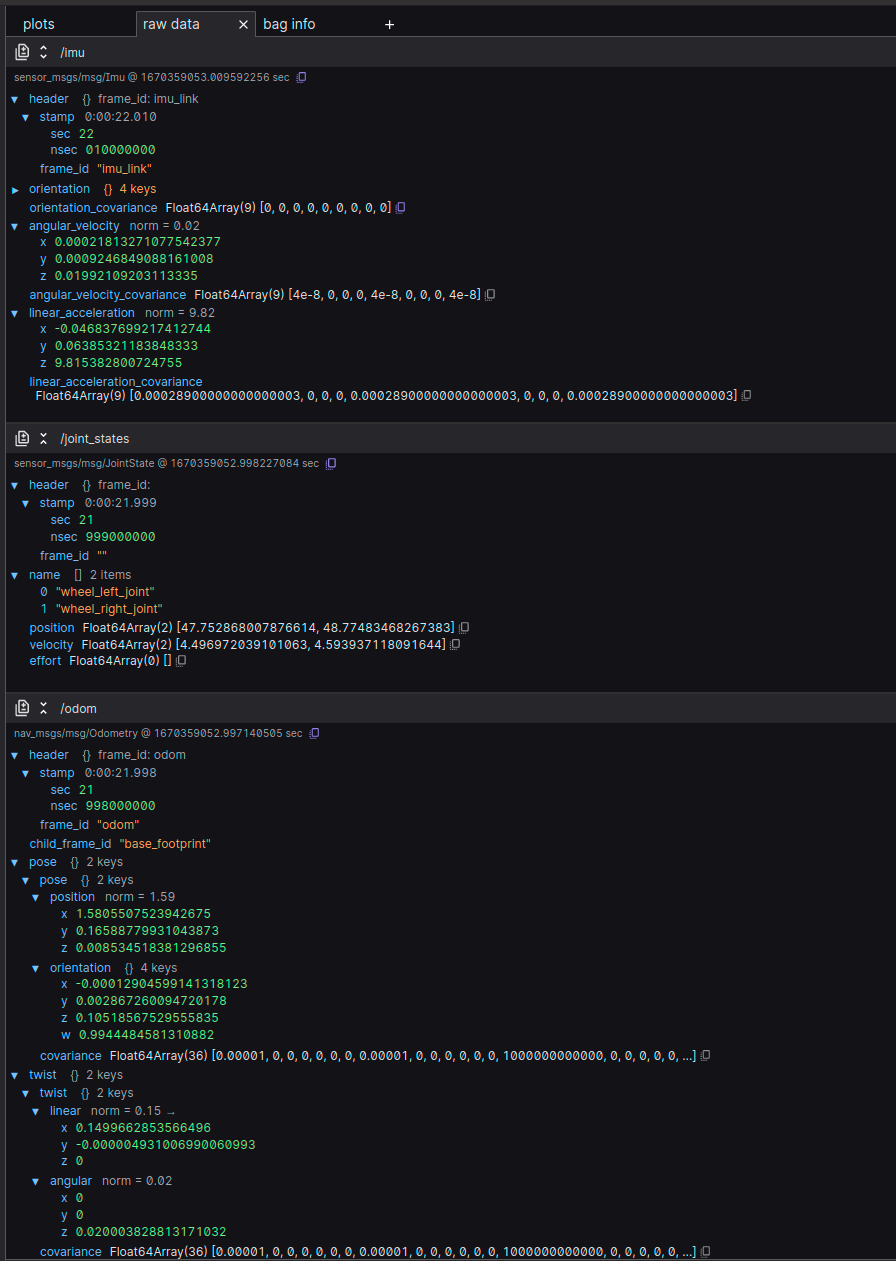 plots raw data bag info +
/imu
sensor_msgs/msg/Imu @ 1670359053.009592256 sec
header {} frame_id: imu_link
stamp 0:00:22.010
sec 22
nsec 010000000
frame_id "imu_link"
orientation {} 4 keys
orientation_covariance Float64Array(9) [0, 0, 0, 0, 0, 0, 0, 0, 0]
angular_velocity norm = 0.02
x 0.00021813271077542377
y 0.0009246849088161008
z 0.01992109203113335
angular_velocity_covariance Float64Array(9) [4e-8, 0, 0, 0, 4e-8, 0, 0, 0, 4e-8]
linear_acceleration norm = 9.82
x -0.046837699217412744
y 0.06385321183848333
z 9.815382800724755
linear_acceleration_covariance
Float64Array(9) [0.00028900000000000003, 0, 0, 0, 0.00028900000000000003, 0, 0, 0, 0.00028900000000000003]
/joint_states
sensor_msgs/msg/JointState @ 1670359052.998227084 sec
header {} frame_id:
stamp 0:00:21.999
sec 21
nsec 999000000
frame_id ""
name [] 2 items
0 "wheel_left_joint"
1 "wheel_right_joint"
position Float64Array(2) [47.752868007876614, 48.77483468267383]
velocity Float64Array(2) [4.496972039101063, 4.593937118091644]
effort Float64Array(0) []
/odom
nav_msgs/msg/Odometry @ 1670359052.997140505 sec
header {} frame_id: odom
stamp 0:00:21.998
sec 21
nsec 998000000
frame_id "odom"
child_frame_id "base_footprint"
pose {} 2 keys
pose {} 2 keys
position norm = 1.59
x 1.5805507523942675
y 0.16588779931043873
z 0.008534518381296855
orientation {} 4 keys
x -0.00012904599141318123
y 0.002867260094720178
z 0.10518567529555835
w 0.9944484581310882
covariance Float64Array(36) [0.00001, 0, 0, 0, 0, 0, 0, 0.00001, 0, 0, 0, 0, 0, 0, 1000000000000, 0, 0, 0, 0, 0, ...]
twist {} 2 keys
twist {} 2 keys
linear norm = 0.15 →
x 0.1499662853566496
y -0.000004931006990060993
z 0
angular norm = 0.02
x 0
y 0
z 0.020003828813171032
covariance Float64Array(36) [0.00001, 0, 0, 0, 0, 0, 0, 0.00001, 0, 0, 0, 0, 0, 0, 1000000000000, 0, 0, 0, 0, 0, ...]